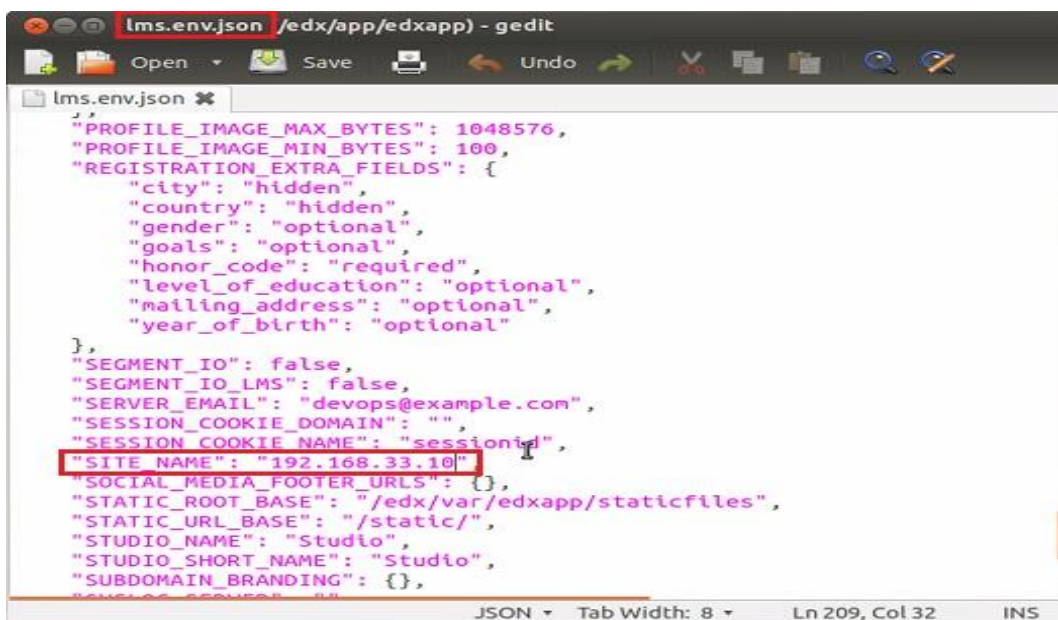 lms.env.json /edx/app/edxapp) - gedit
Open Save Undo
lms.env.json ✖
},
"PROFILE_IMAGE_MAX_BYTES": 1048576,
"PROFILE_IMAGE_MIN_BYTES": 100,
"REGISTRATION_EXTRA_FIELDS": {
"city": "hidden",
"country": "hidden",
"gender": "optional",
"goals": "optional",
"honor_code": "required",
"level_of_education": "optional",
"mailing_address": "optional",
"year_of_birth": "optional"
},
"SEGMENT_IO": false,
"SEGMENT_IO_LMS": false,
"SERVER_EMAIL": "devops@example.com",
"SESSION_COOKIE_DOMAIN": "",
"SESSION_COOKIE_NAME": "sessionid",
"SITE_NAME": "192.168.33.10",
"SOCIAL_MEDIA_FOOTER_URLS": {},
"STATIC_ROOT_BASE": "/edx/var/edxapp/staticfiles",
"STATIC_URL_BASE": "/static/",
"STUDIO_NAME": "Studio",
"STUDIO_SHORT_NAME": "Studio",
"SUBDOMAIN_BRANDING": {},
JSON Tab Width: 8 Ln 209, Col 32 INS